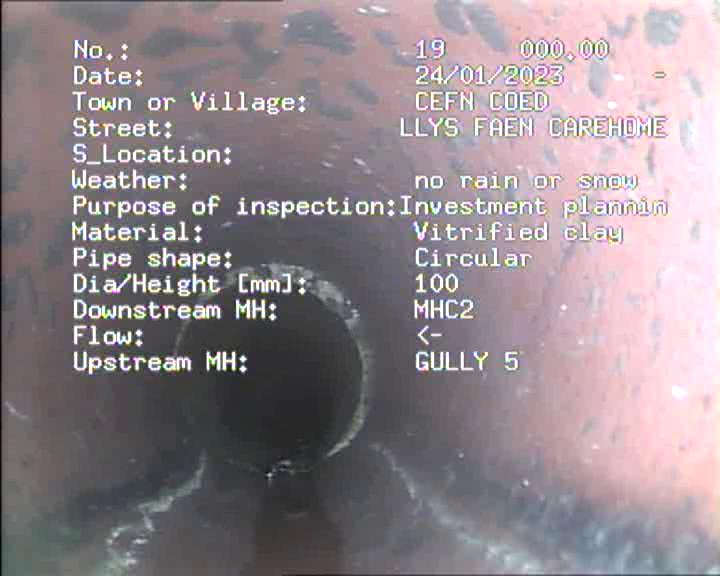 No.: 19 000.00
Date: 24/01/2023 -
Town or Village: CEFN COED
Street: LLYS FAEN CAREHOME
S_Location:
Weather: no rain or snow
Purpose of inspection:Investment plannin
Material: Vitrified clay
Pipe shape: Circular
Dia/Height [mm]: 100
Downstream MH: MHC2
Flow: <-
Upstream MH: GULLY 5